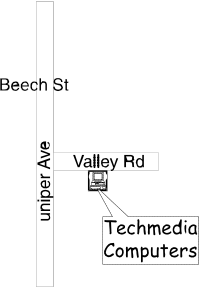 Beech St
Valley Rd
uniper Ave
Techmedia
Computers